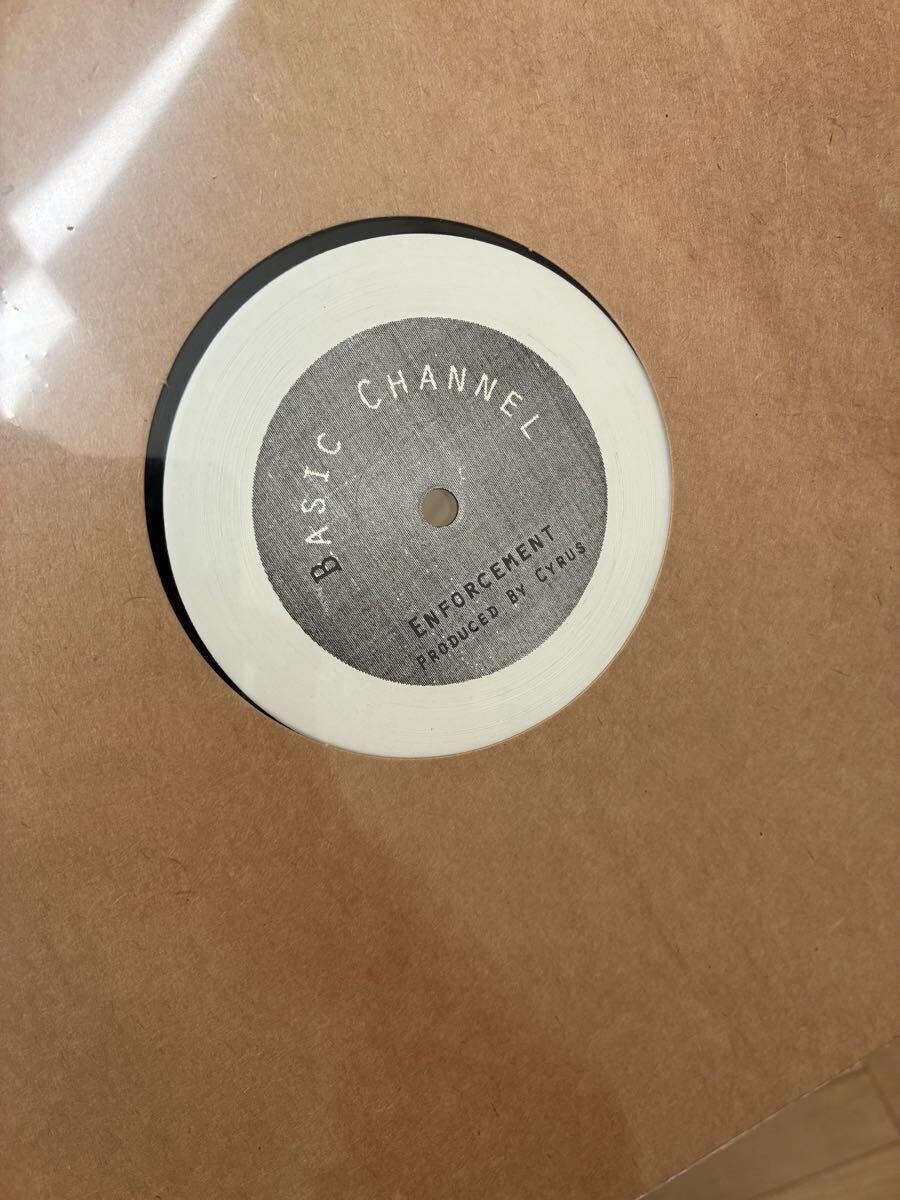 BASIC CHANNEL
ENFORCEMENT
PRODUCED BY CYRUS